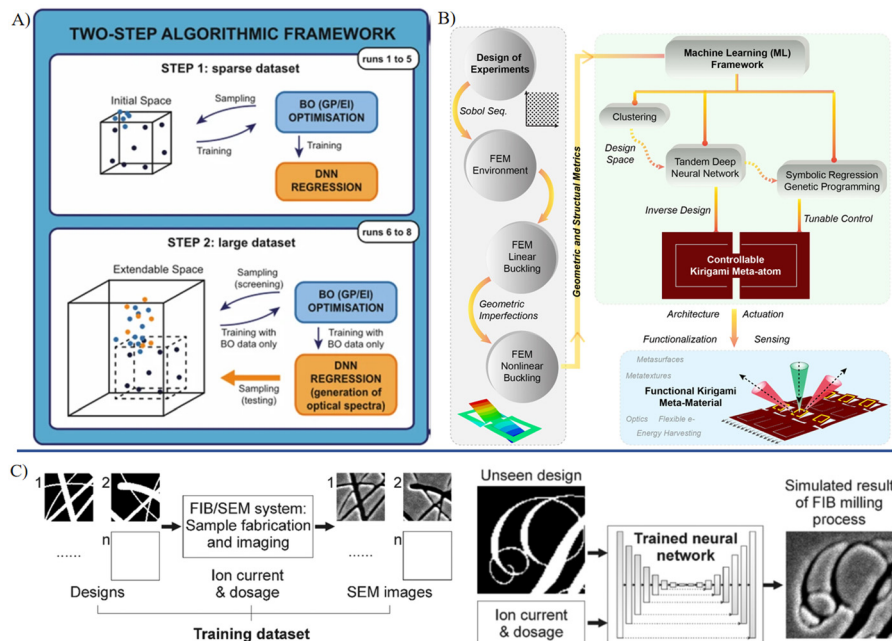 A)
TWO-STEP ALGORITHMIC FRAMEWORK
runs 1 to 5
STEP 1: sparse dataset
Initial Space
Sampling
Training
BO (GP/EI)
OPTIMISATION
Training
DNN
REGRESSION
runs 6 to 8
STEP 2: large dataset
Extendable Space
Sampling
(screening)
Training with
BO data only
BO (GP/EI)
OPTIMISATION
Training with
BO data only
DNN
REGRESSION
(generation of
optical spectra)
Sampling
(testing)
B)
Design of
Experiments
Sobol Seq.
FEM
Environment
FEM
Linear
Buckling
Geometric
Imperfections
FEM
Nonlinear
Buckling
Geometric and Structural Metrics
Machine Learning (ML)
Framework
Clustering
Design
Space
Tandem Deep
Neural Network
Symbolic Regression
Genetic Programming
Inverse Design
Tunable Control
Controllable
Kirigami Meta-atom
Architecture
Actuation
Functionalization
Sensing
Metasurfaces
Metatextures
Functional Kirigami
Meta-Material
Optics
Flexible e-
Energy Harvesting
C)
1
2
n
......
Designs
FIB/SEM system:
Sample fabrication
and imaging
Ion current
& dosage
1
2
n
......
SEM images
Training dataset
Unseen design
Ion current
& dosage
Trained neural
network
Simulated result
of FIB milling
process